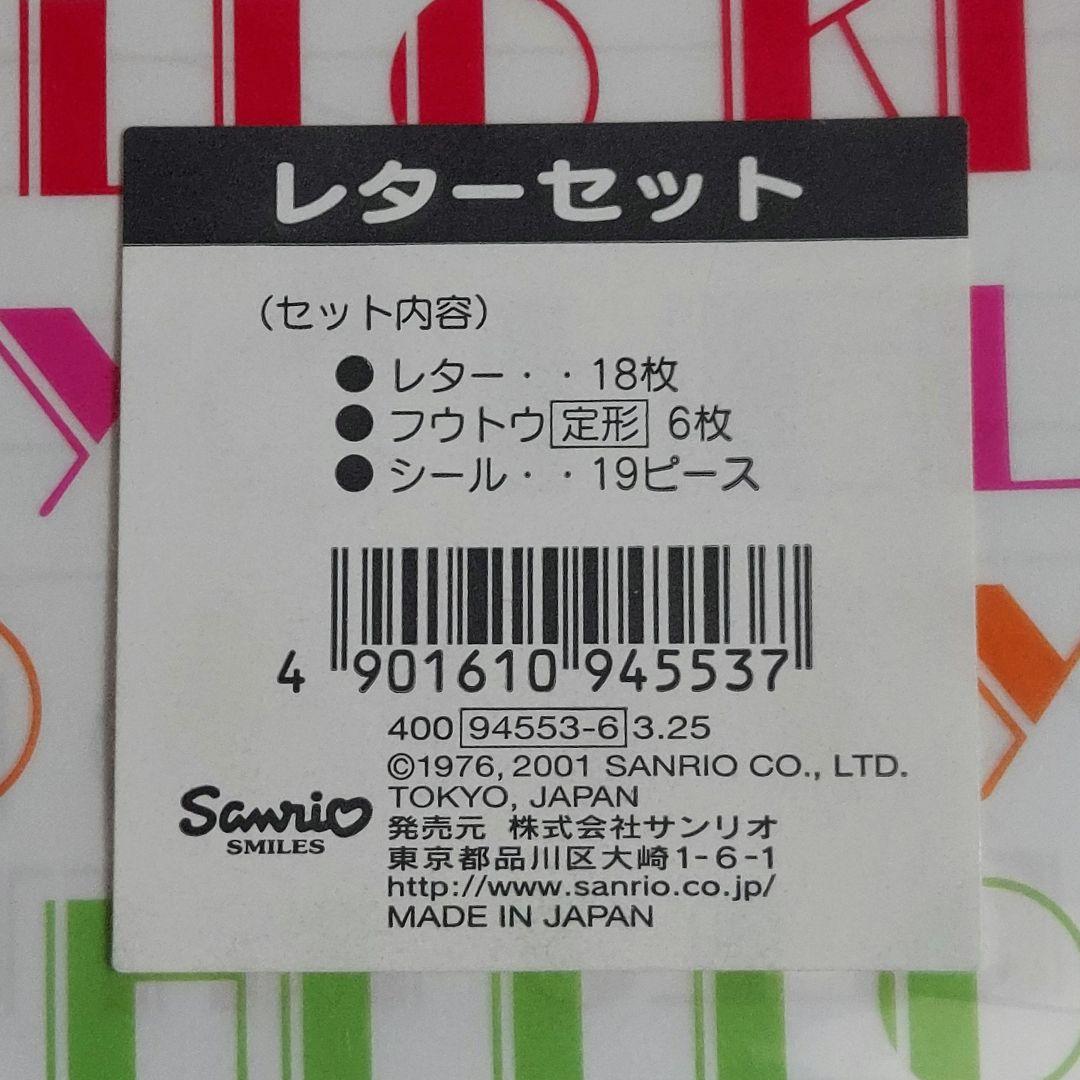 レターセット
(セット内容)
● レター・・18枚
● フウトウ 定形 6枚
● シール・・19ピース
4 901610 945537
400 94553-6 3.25
©1976, 2001 SANRIO CO., LTD.
TOKYO, JAPAN
Sanrio
SMILES
発売元 株式会社サンリオ
東京都品川区大崎1-6-1
http://www.sanrio.co.jp/
MADE IN JAPAN